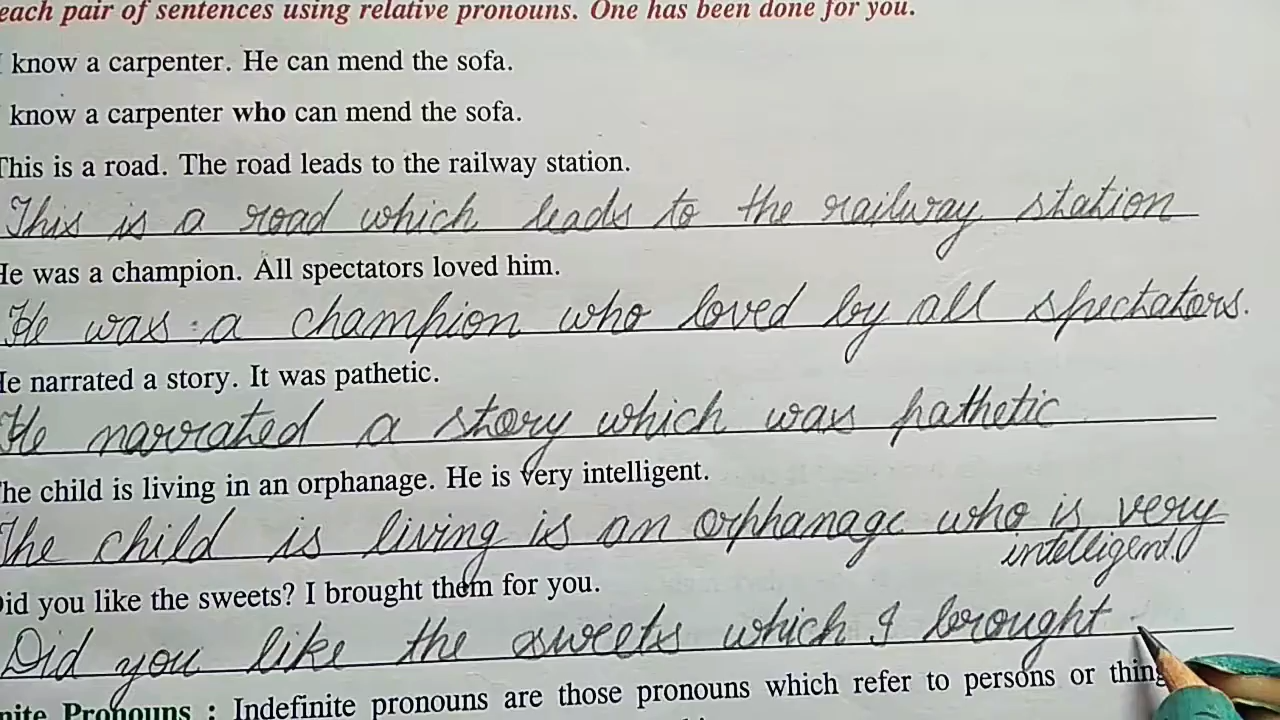 each pair of sentences using relative pronouns. One has been done for you.
I know a carpenter. He can mend the sofa.
I know a carpenter who can mend the sofa.
This is a road. The road leads to the railway station.
This is a road which leads to the railway station
He was a champion. All spectators loved him.
He was a champion who loved by all spectators.
He narrated a story. It was pathetic.
He narrated a story which was pathetic
The child is living in an orphanage. He is very intelligent.
The child is living is an orphanage who is very
intelligent.
Did you like the sweets? I brought them for you.
Did you like the sweets which I brought
nite Pronouns : Indefinite pronouns are those pronouns which refer to persons or thing